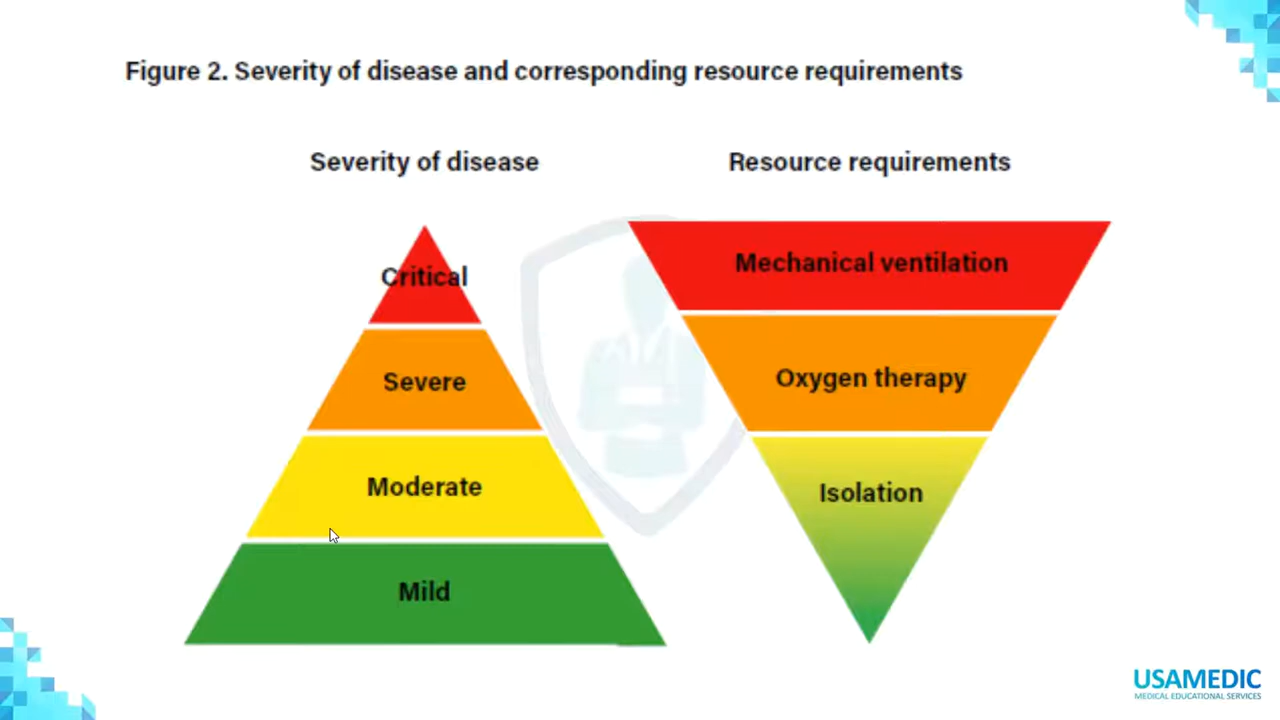 Figure 2. Severity of disease and corresponding resource requirements
Severity of disease
Resource requirements
Critical
Severe
Moderate
Mild
Mechanical ventilation
Oxygen therapy
Isolation
USAMEDIC
MEDICAL EDUCATIONAL SERVICES